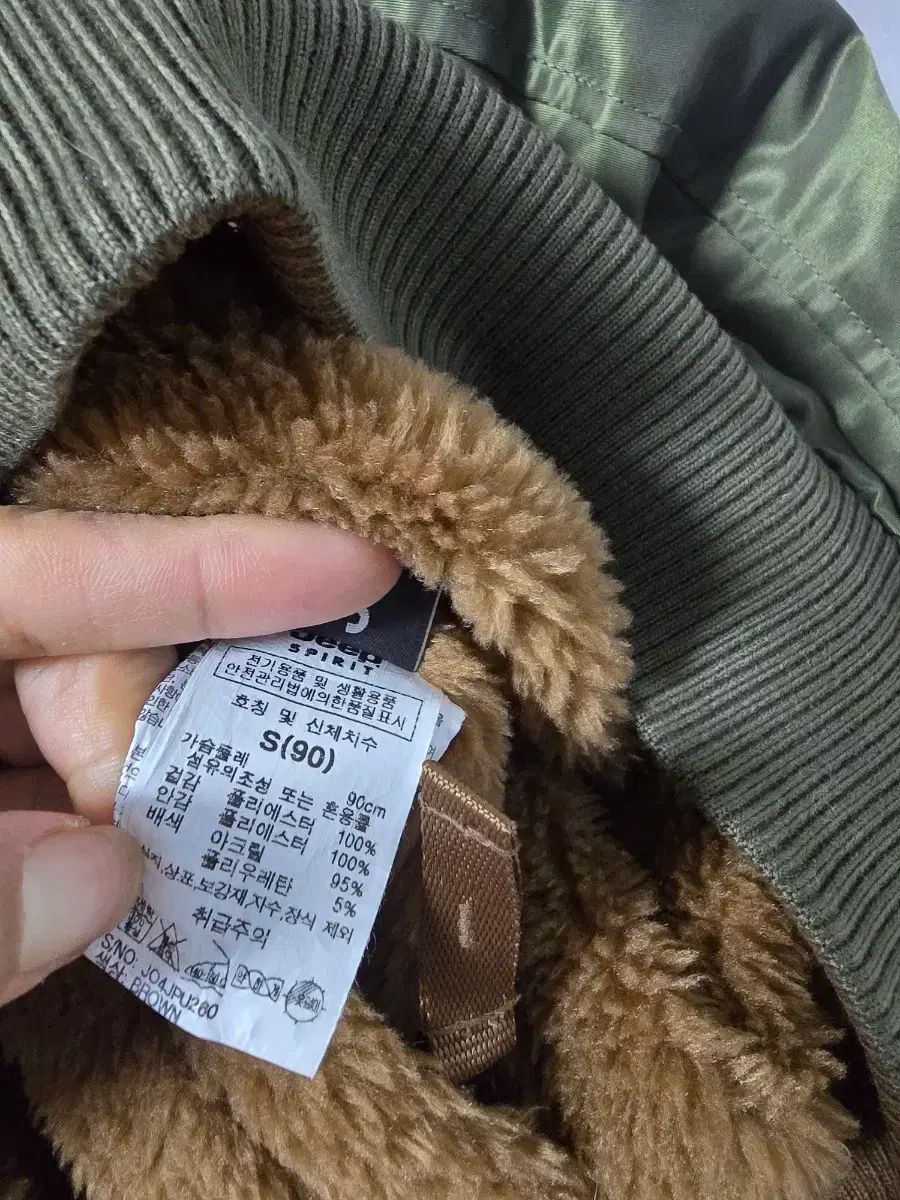 Jeep
SPIRIT
전기용품 및 생활용품
안전관리법에의한품질표시
호칭 및 신체치수
S(90)
가슴둘레 90cm
섬유의조성 또는 혼용률
겉감 폴리에스터 100%
안감 폴리에스터 100%
배색 아크릴 95%
폴리우레탄 5%
심지,상표,보강재,자수,장식 제외
취급주의
S/NO: JO4JPU260
색상: BROWN